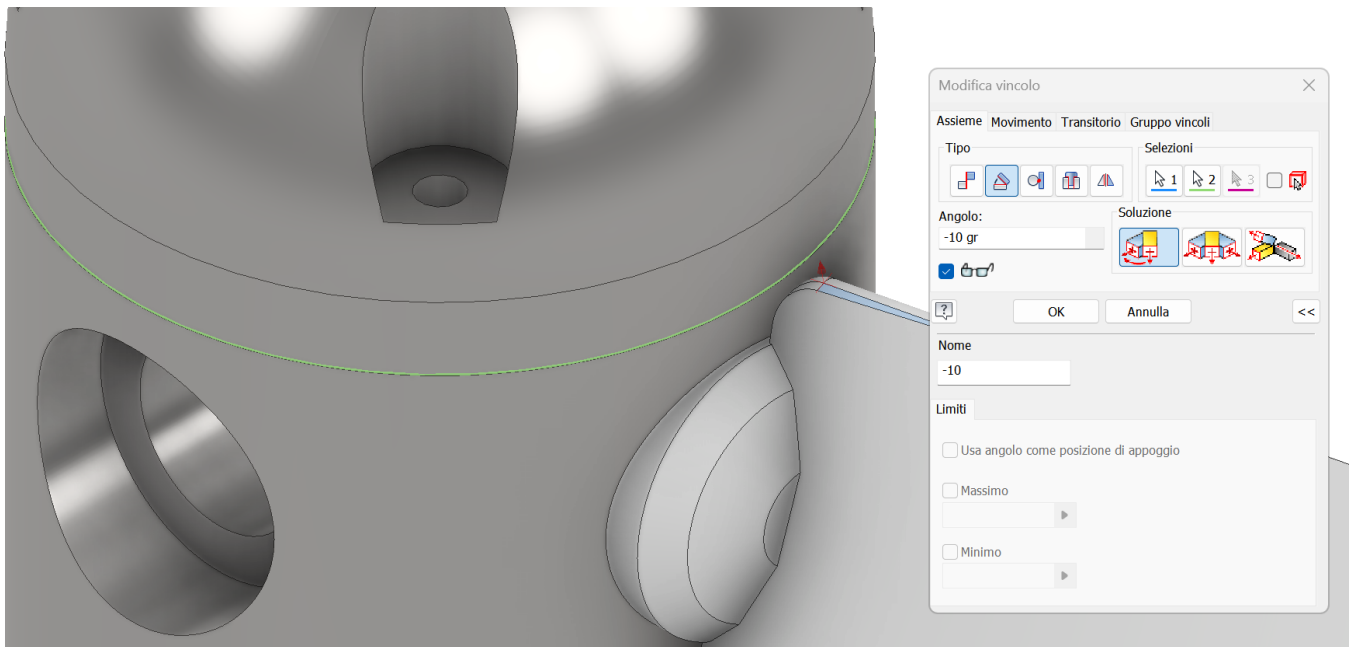 Modifica vincolo
Assieme Movimento Transitorio Gruppo vincoli
Tipo
Selezioni
1 2 3
Angolo:
-10 gr
Soluzione
?
OK Annulla <<
Nome
-10
Limiti
Usa angolo come posizione di appoggio
Massimo
Minimo